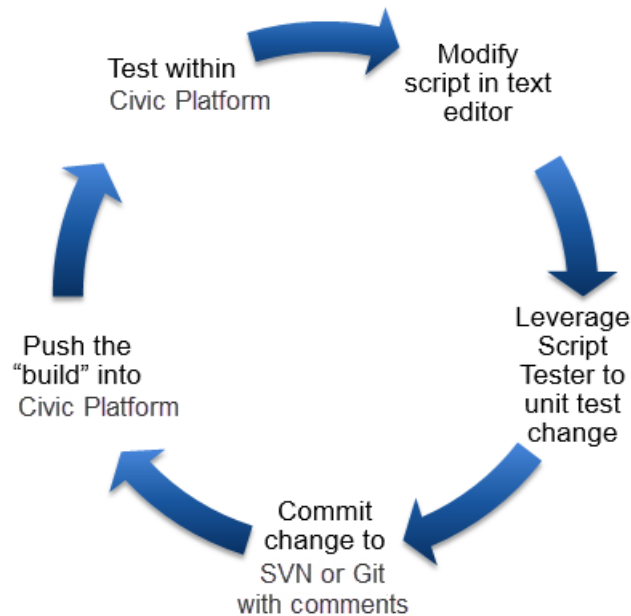 Test within
Civic Platform
Modify
script in text
editor
Leverage
Script
Tester to
unit test
change
Commit
change to
SVN or Git
with comments
Push the
“build” into
Civic Platform